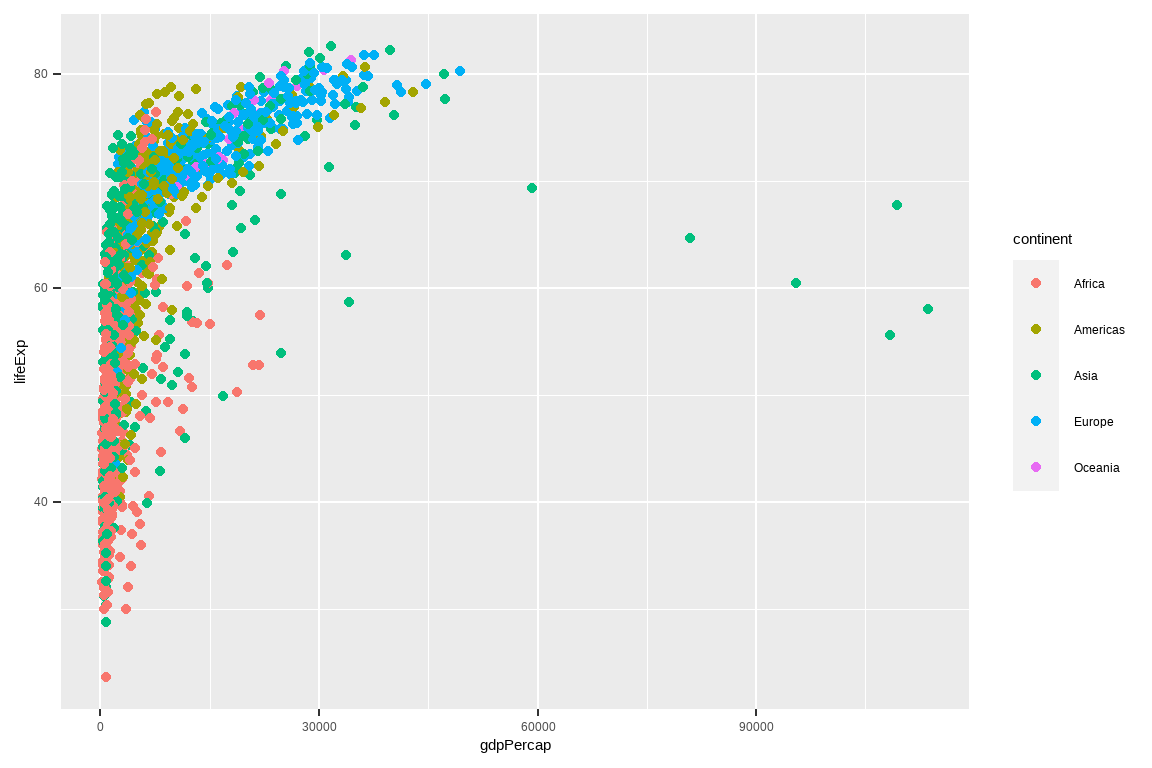 80
60
40
lifeExp
0
30000
60000
90000
gdpPercap
continent
Africa
Americas
Asia
Europe
Oceania